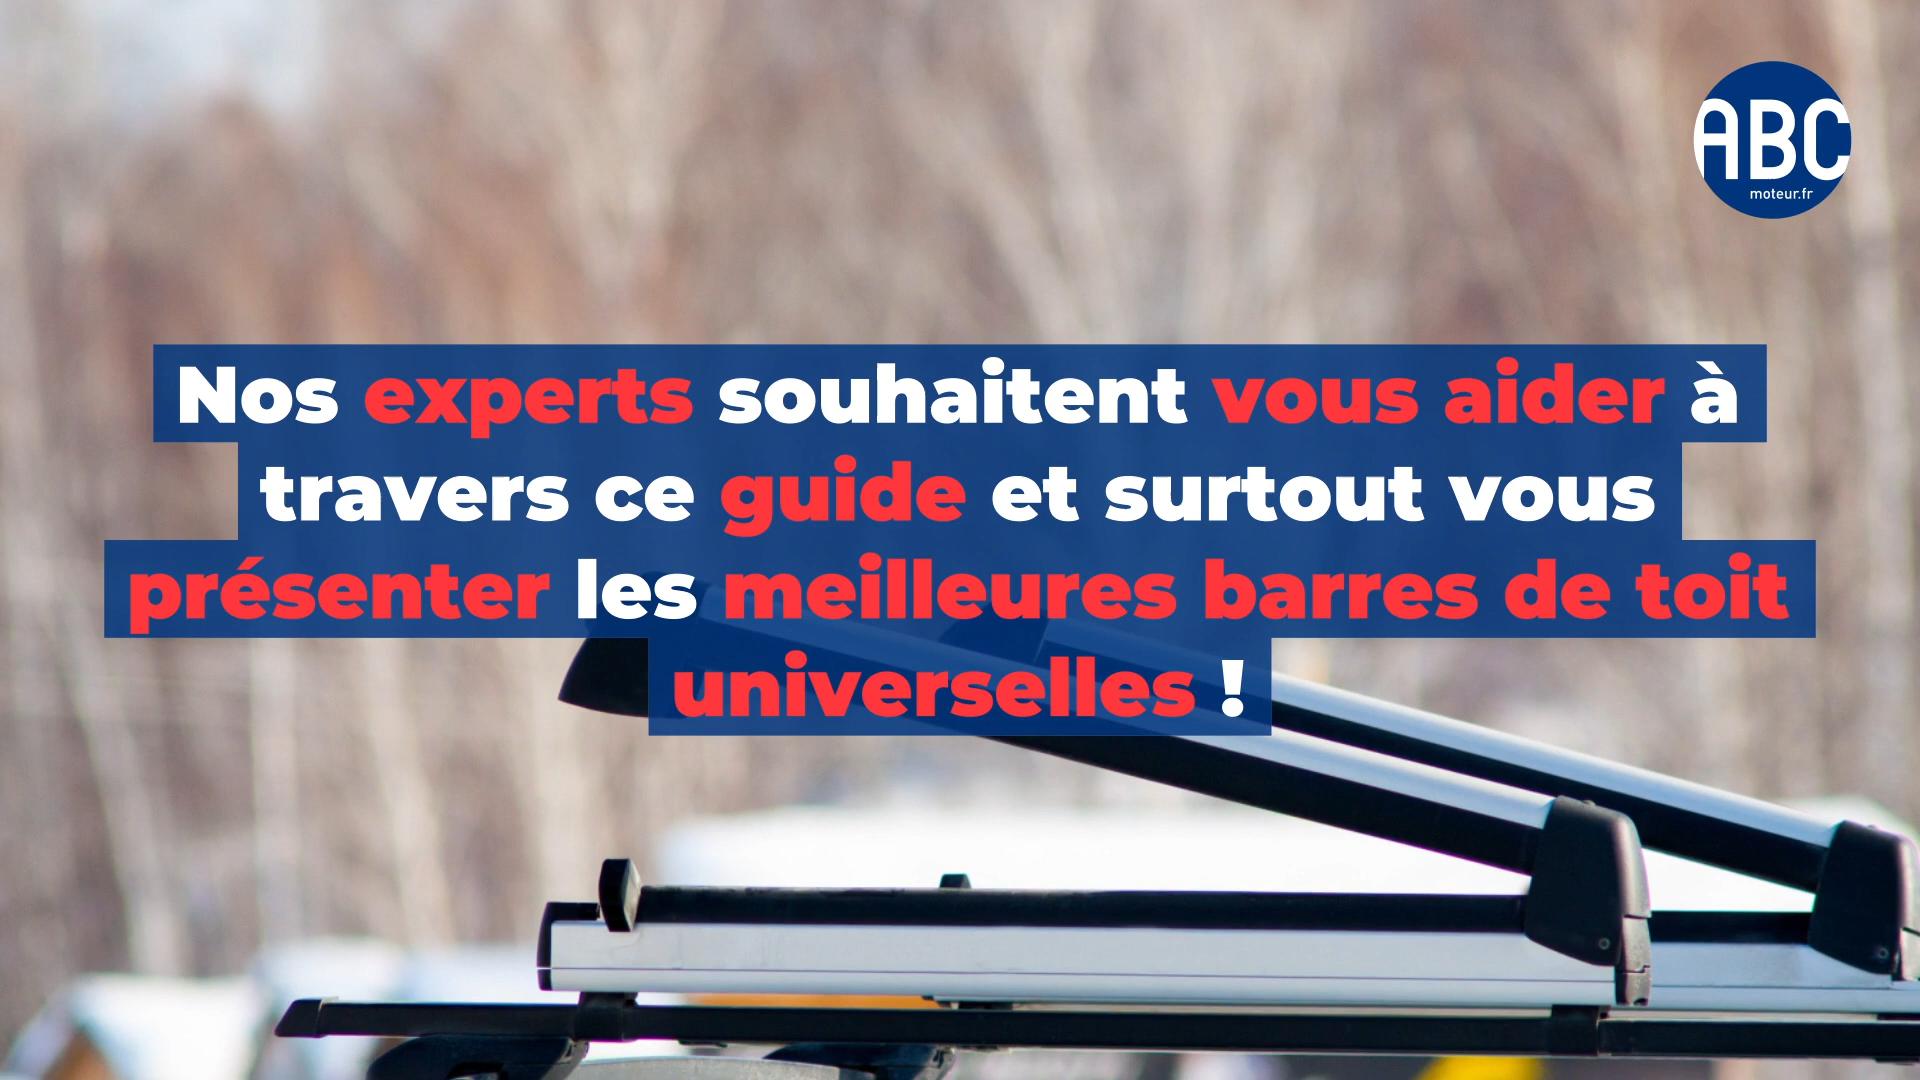 ABC
moteur.fr
Nos experts souhaitent vous aider à
travers ce guide et surtout vous
présenter les meilleures barres de toit
universelles !